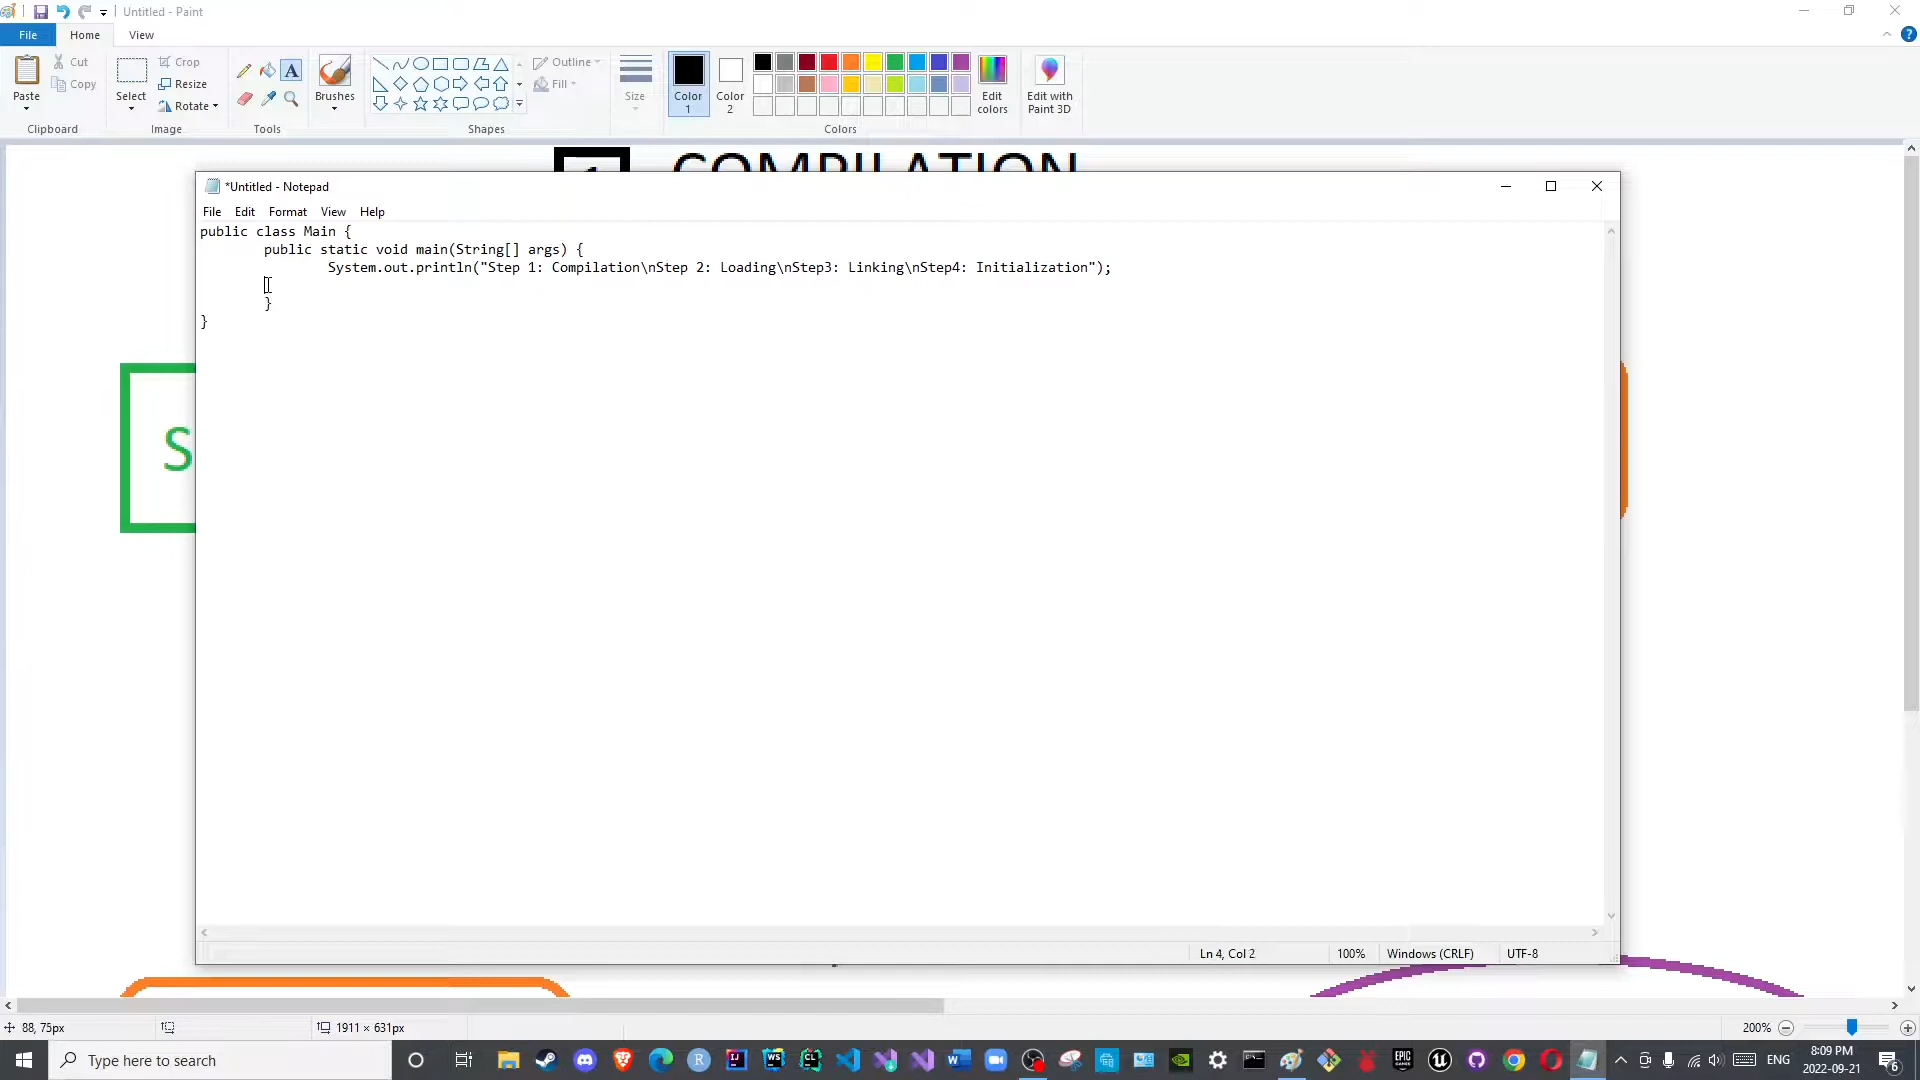 Untitled - Paint
File
Home
View
Paste
Cut
Copy
Clipboard
Select
Crop
Resize
Rotate
Image
A
Tools
Brushes
Outline
Fill
Shapes
Size
Color 1
Color 2
Edit colors
Colors
Edit with Paint 3D
COMPILATION
*Untitled - Notepad
File Edit Format View Help
public class Main {
public static void main(String[] args) {
System.out.println("Step 1: Compilation\nStep 2: Loading\nStep3: Linking\nStep4: Initialization");
}
}
S
Ln 4, Col 2
100%
Windows (CRLF)
UTF-8
88, 75px
1911 × 631px
200%
Type here to search
ENG
8:09 PM
2022-09-21
6